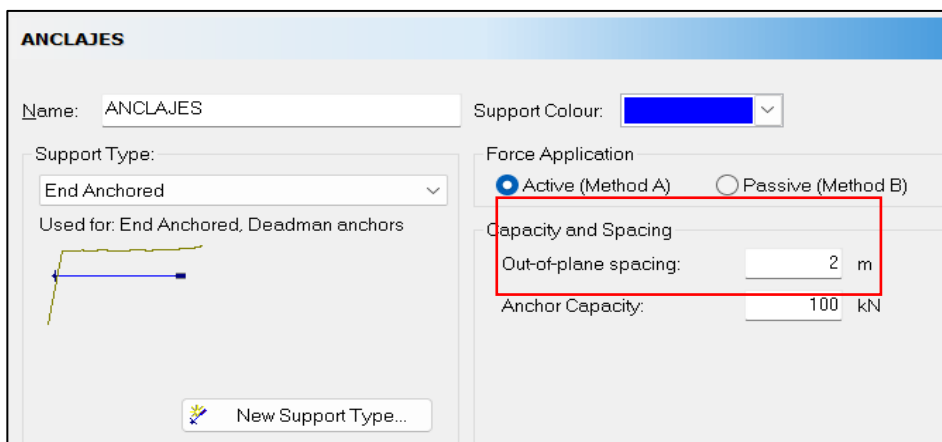 ANCLAJES
Name: ANCLAJES
Support Colour:
Support Type:
End Anchored
Used for: End Anchored, Deadman anchors
New Support Type...
Force Application
Active (Method A) Passive (Method B)
Capacity and Spacing
Out-of-plane spacing: 2 m
Anchor Capacity: 100 kN